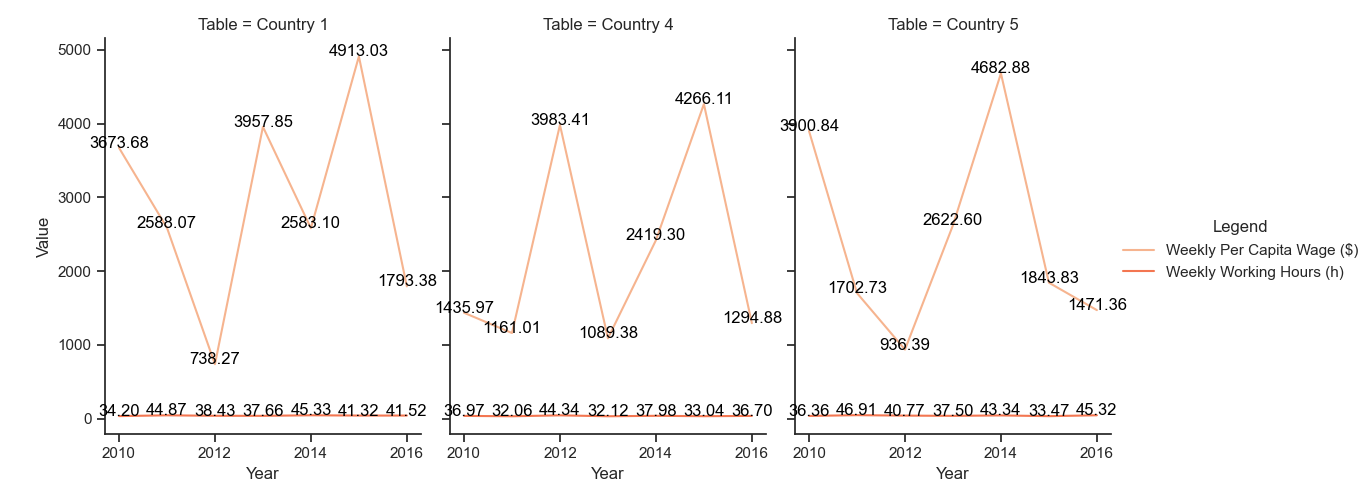 Table = Country 1
Table = Country 4
Table = Country 5
5000
4000
3000
2000
1000
0
Value
3673.68
2588.07
738.27
3957.85
2583.10
4913.03
1793.38
34.20 44.87 38.43 37.66 45.33 41.32 41.52
2010 2012 2014 2016
Year
1435.97
1161.01
3983.41
1089.38
2419.30
4266.11
1294.88
36.97 32.06 44.34 32.12 37.98 33.04 36.70
2010 2012 2014 2016
Year
3900.84
1702.73
936.39
2622.60
4682.88
1843.83
1471.36
36.36 46.91 40.77 37.50 43.34 33.47 45.32
2010 2012 2014 2016
Year
Legend
Weekly Per Capita Wage ($)
Weekly Working Hours (h)